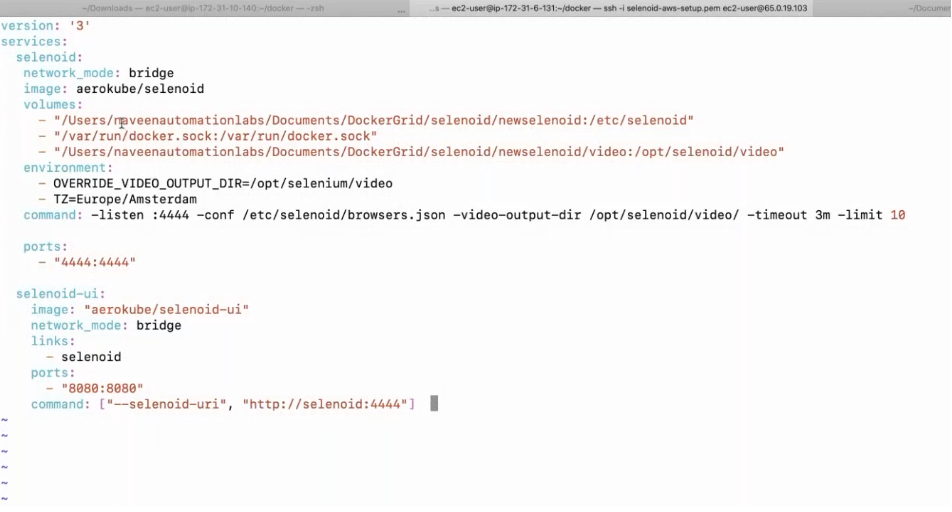 ~/Downloads — ec2-user@ip-172-31-10-140:~/docker — -zsh ... ..s — ec2-user@ip-172-31-6-131:~/docker — ssh -i selenoid-aws-setup.pem ec2-user@65.0.19.103 ~/Documen
version: '3'
services:
  selenoid:
   network_mode: bridge
   image: aerokube/selenoid
   volumes:
     - "/Users/naveenautomationlabs/Documents/DockerGrid/selenoid/newselenoid:/etc/selenoid"
     - "/var/run/docker.sock:/var/run/docker.sock"
     - "/Users/naveenautomationlabs/Documents/DockerGrid/selenoid/newselenoid/video:/opt/selenoid/video"
   environment:
     - OVERRIDE_VIDEO_OUTPUT_DIR=/opt/selenium/video
     - TZ=Europe/Amsterdam
   command: -listen :4444 -conf /etc/selenoid/browsers.json -video-output-dir /opt/selenoid/video/ -timeout 3m -limit 10
   ports:
     - "4444:4444"
  selenoid-ui:
    image: "aerokube/selenoid-ui"
    network_mode: bridge
    links:
      - selenoid
    ports:
      - "8080:8080"
    command: ["--selenoid-uri", "http://selenoid:4444"]
~
~
~
~
~
~